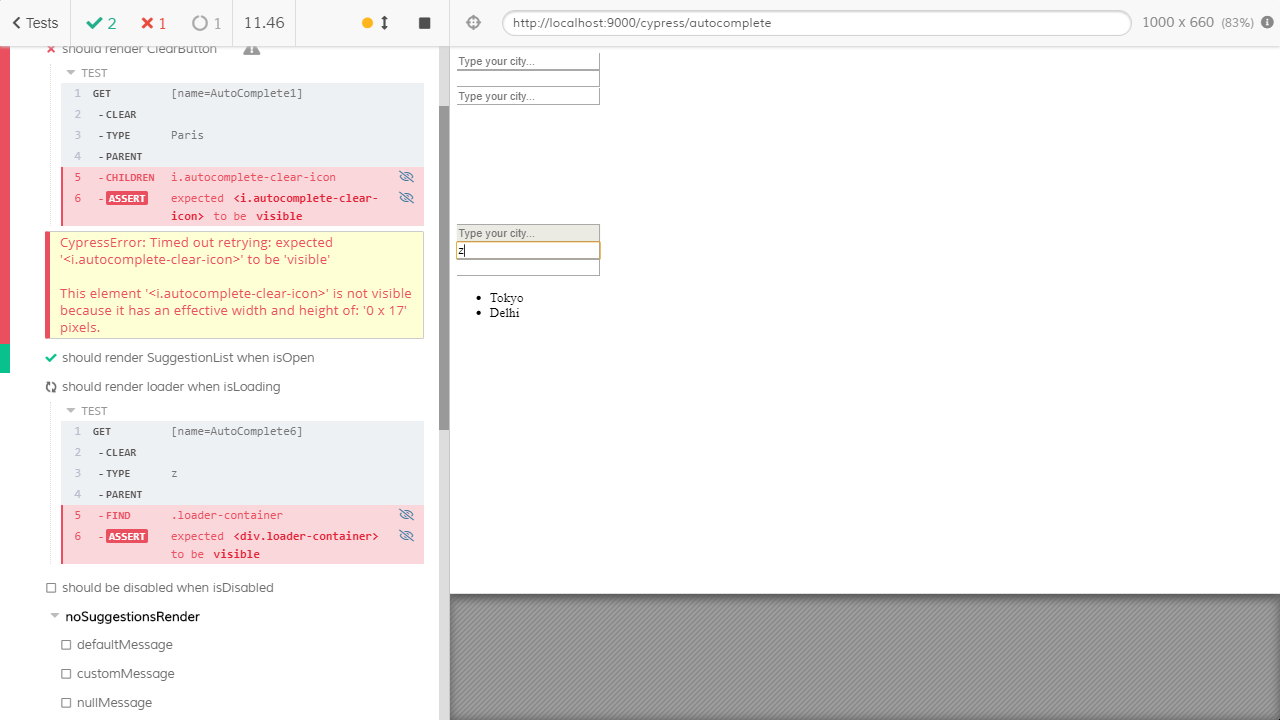 Tests 2 1 1 11.46
http://localhost:9000/cypress/autocomplete 1000 x 660 (83%)
should render ClearButton
TEST
1 GET [name=AutoComplete1]
2 - CLEAR
3 - TYPE Paris
4 - PARENT
5 - CHILDREN i.autocomplete-clear-icon
6 - ASSERT expected <i.autocomplete-clear-
icon> to be visible
CypressError: Timed out retrying: expected
'<i.autocomplete-clear-icon>' to be 'visible'
This element '<i.autocomplete-clear-icon>' is not visible
because it has an effective width and height of: '0 x 17'
pixels.
should render SuggestionList when isOpen
should render loader when isLoading
TEST
1 GET [name=AutoComplete6]
2 - CLEAR
3 - TYPE z
4 - PARENT
5 - FIND .loader-container
6 - ASSERT expected <div.loader-container>
to be visible
should be disabled when isDisabled
noSuggestionsRender
defaultMessage
customMessage
nullMessage
Type your city...
Type your city...
Type your city...
z
Tokyo
Delhi